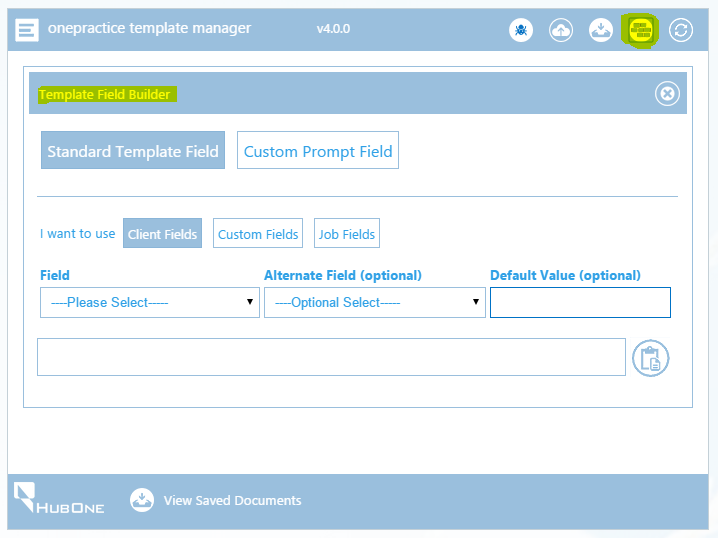 onepractice template manager v4.0.0
Template Field Builder
Standard Template Field Custom Prompt Field
I want to use Client Fields Custom Fields Job Fields
Field Alternate Field (optional) Default Value (optional)
----Please Select----- ----Optional Select-----
HUBONE View Saved Documents